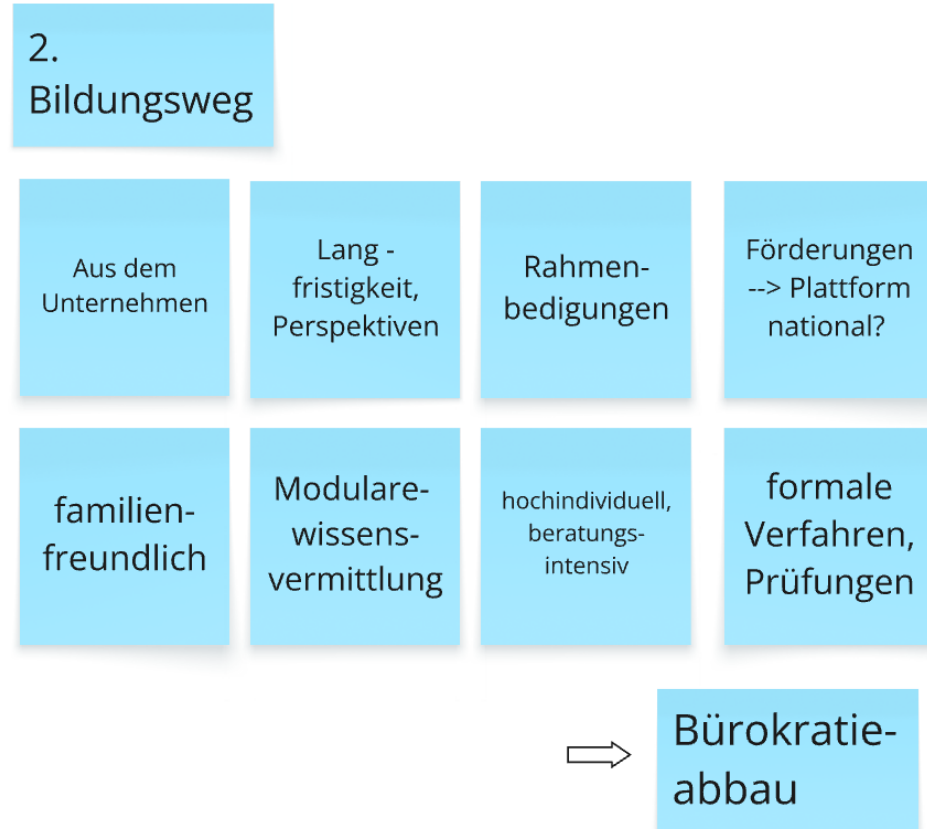 2.
Bildungsweg
Aus dem
Unternehmen
Lang -
fristigkeit,
Perspektiven
Rahmen-
bedigungen
Förderungen
--> Plattform
national?
familien-
freundlich
Modulare-
wissens-
vermittlung
hochindividuell,
beratungs-
intensiv
formale
Verfahren,
Prüfungen
Bürokratie-
abbau